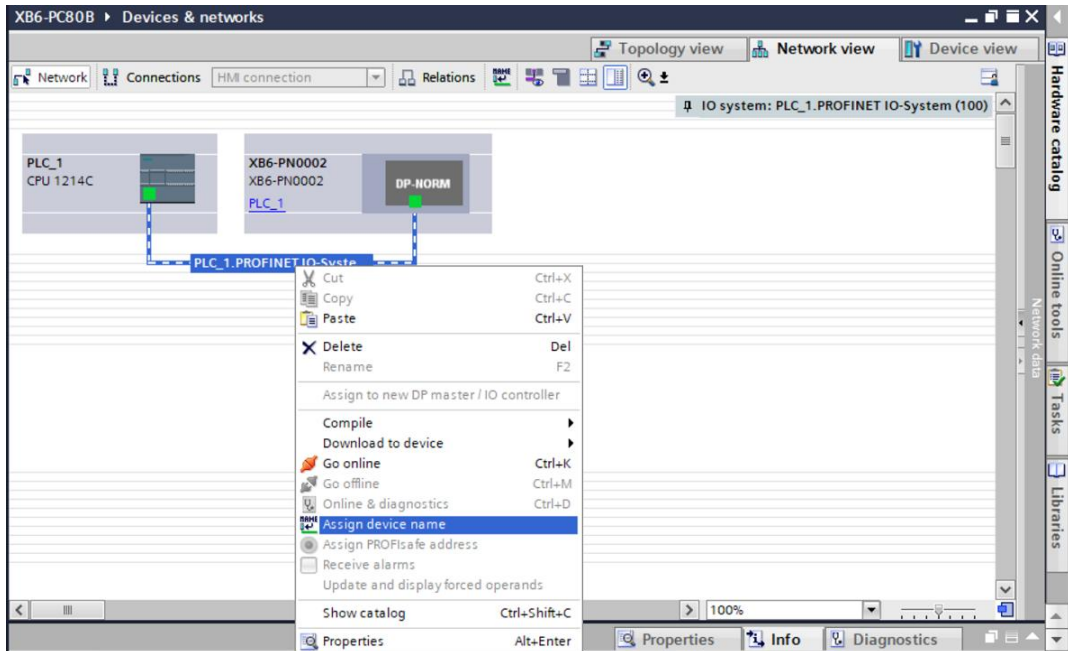 XB6-PC80B ▸ Devices & networks
Topology view
Network view
Device view
Network
Connections
HMI connection
Relations
IO system: PLC_1.PROFINET IO-System (100)
PLC_1
CPU 1214C
XB6-PN0002
XB6-PN0002
PLC_1
DP-NORM
PLC_1.PROFINET IO-Syste...
Cut Ctrl+X
Copy Ctrl+C
Paste Ctrl+V
Delete Del
Rename F2
Assign to new DP master / IO controller
Compile
Download to device
Go online Ctrl+K
Go offline Ctrl+M
Online & diagnostics Ctrl+D
Assign device name
Assign PROFIsafe address
Receive alarms
Update and display forced operands
Show catalog Ctrl+Shift+C
Properties Alt+Enter
100%
Properties
Info
Diagnostics
Network data
Hardware catalog
Online tools
Tasks
Libraries